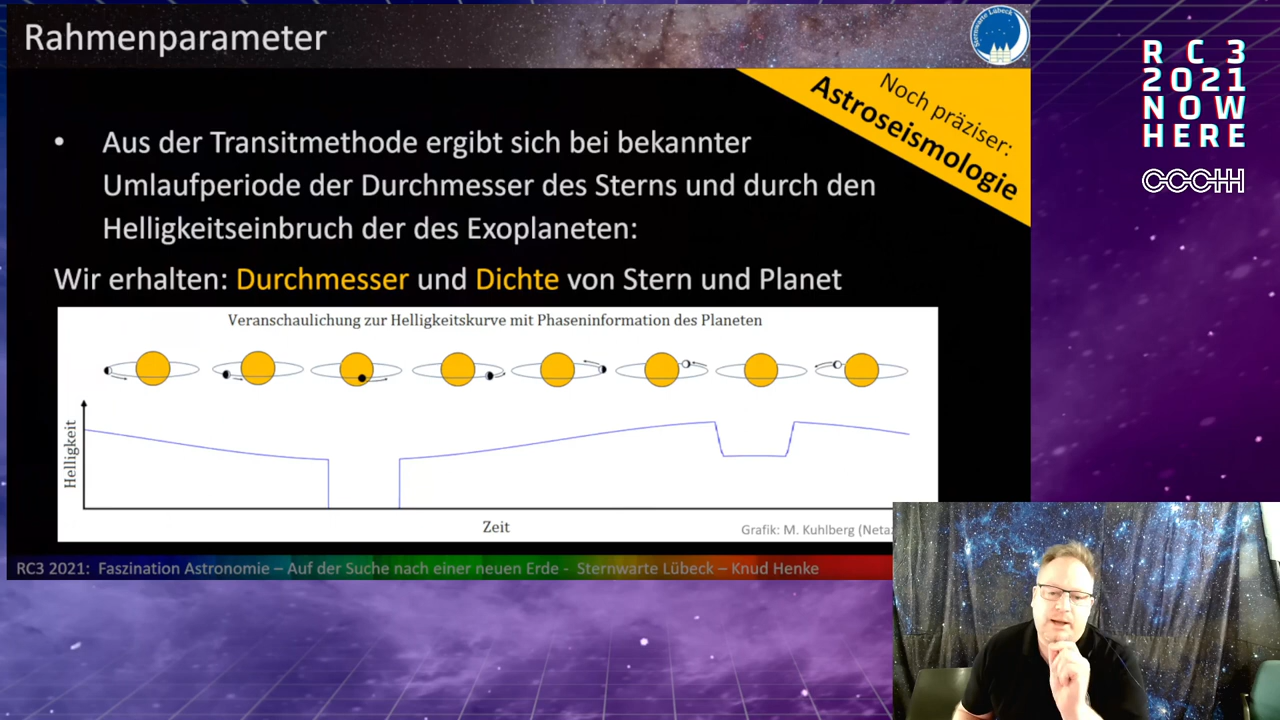 Rahmenparameter
Sternwarte Lübeck
Noch präziser:
Astroseismologie
• Aus der Transitmethode ergibt sich bei bekannter
Umlaufperiode der Durchmesser des Sterns und durch den
Helligkeitseinbruch der des Exoplaneten:
Wir erhalten: Durchmesser und Dichte von Stern und Planet
Veranschaulichung zur Helligkeitskurve mit Phaseninformation des Planeten
Helligkeit
Zeit
Grafik: M. Kuhlberg
RC3 2021: Faszination Astronomie – Auf der Suche nach einer neuen Erde - Sternwarte Lübeck – Knud Henke
RC3
2021
NOW
HERE
CCCHH